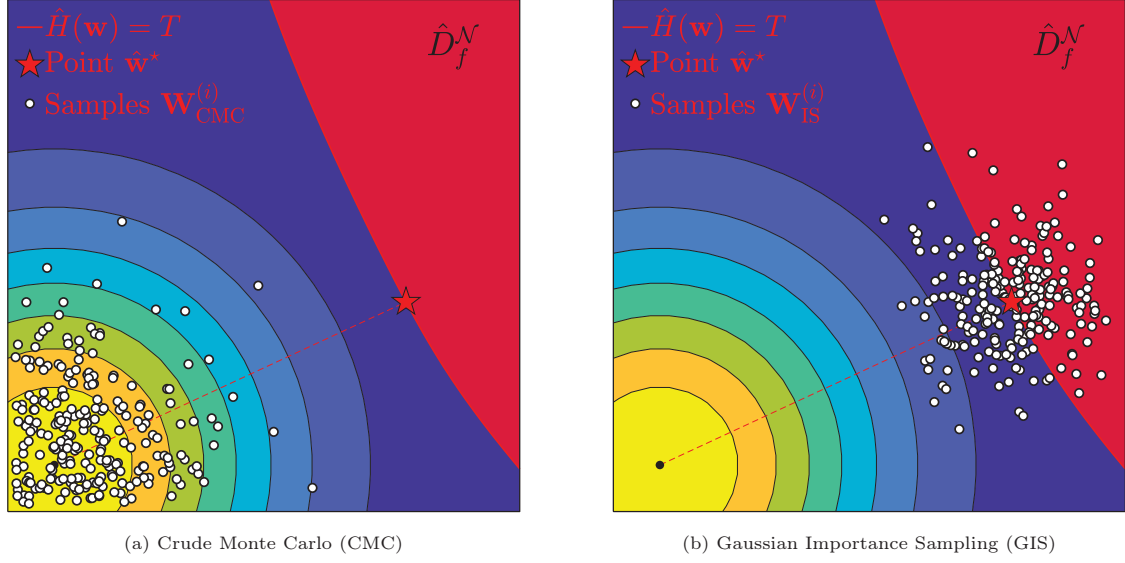 — Ĥ(𝐰) = T
Point 𝐰̂⋆
Samples 𝐖_CMC^(i)
D̂_f^𝒩
(a) Crude Monte Carlo (CMC)
— Ĥ(𝐰) = T
Point 𝐰̂⋆
Samples 𝐖_IS^(i)
D̂_f^𝒩
(b) Gaussian Importance Sampling (GIS)